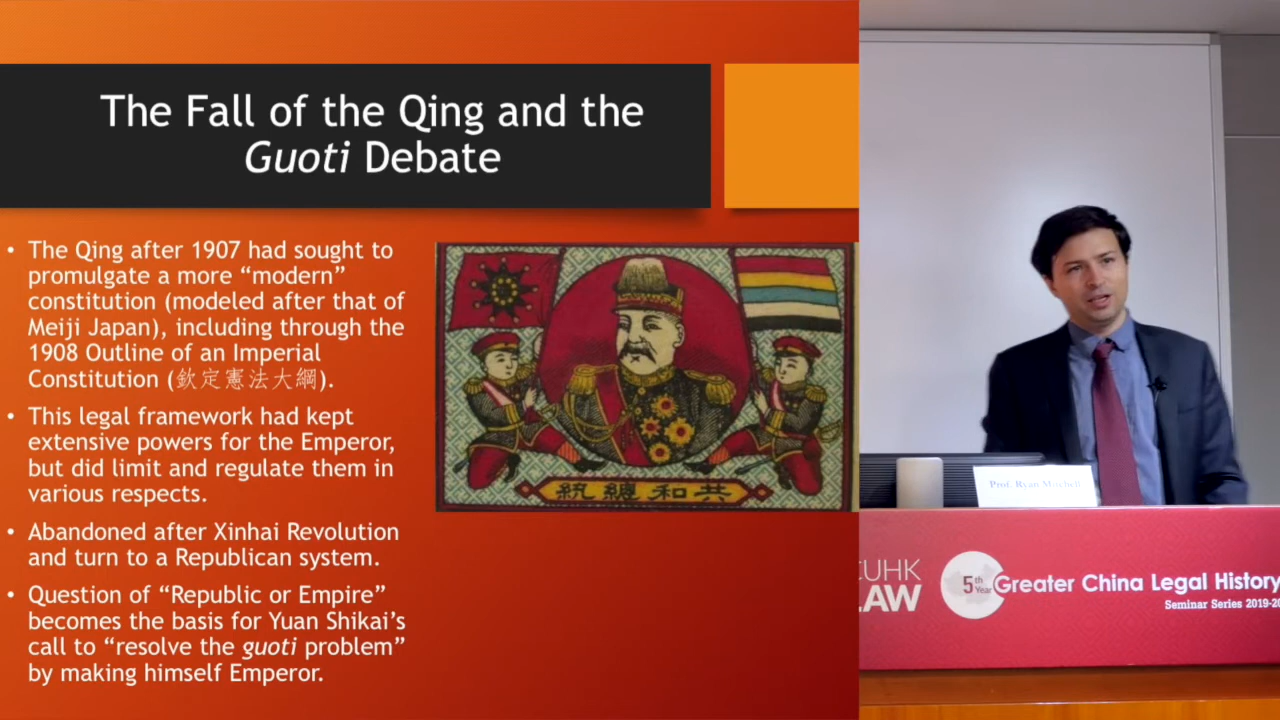 The Fall of the Qing and the
Guoti Debate
• The Qing after 1907 had sought to
promulgate a more “modern”
constitution (modeled after that of
Meiji Japan), including through the
1908 Outline of an Imperial
Constitution (欽定憲法大綱).
• This legal framework had kept
extensive powers for the Emperor,
but did limit and regulate them in
various respects.
• Abandoned after Xinhai Revolution
and turn to a Republican system.
• Question of “Republic or Empire”
becomes the basis for Yuan Shikai’s
call to “resolve the guoti problem”
by making himself Emperor.
統總和共
Prof. Ryan Mitchell
CUHK
LAW
5th
Year
Greater China Legal History
Seminar Series 2019-20